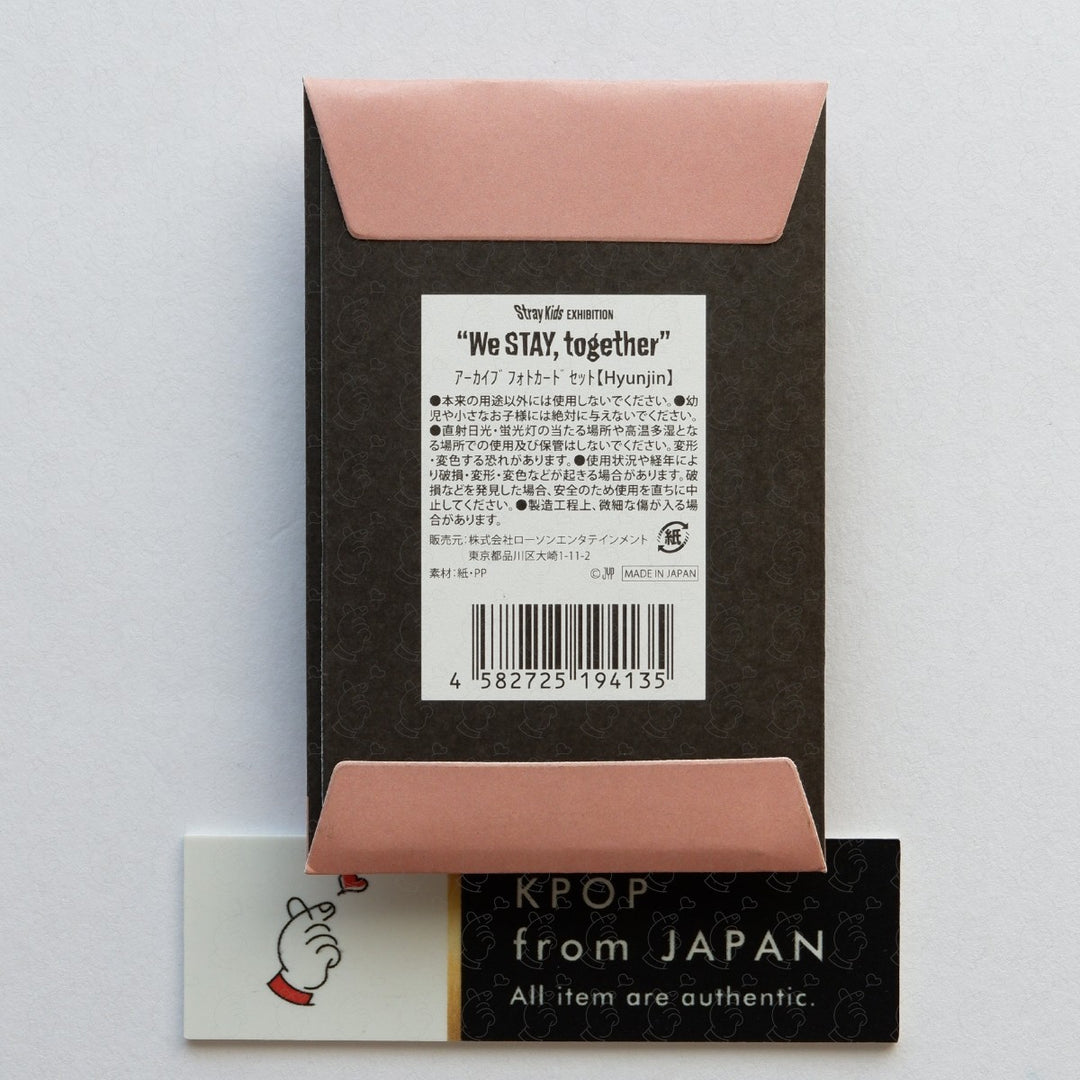 Stray Kids EXHIBITION
“We STAY, together”
ｱｰｶｲﾌﾞ ﾌｫﾄｶｰﾄﾞ ｾｯﾄ【Hyunjin】
●本来の用途以外には使用しないでください。●幼
児や小さなお子様には絶対に与えないでください。
●直射日光・蛍光灯の当たる場所や高温多湿とな
る場所での使用及び保管はしないでください。変形
・変色する恐れがあります。●使用状況や経年によ
り破損・変形・変色などが起きる場合があります。破
損などを発見した場合、安全のため使用を直ちに中
止してください。●製造工程上、微細な傷が入る場
合があります。
販売元：株式会社ローソンエンタテインメント
東京都品川区大崎1-11-2
紙
素材：紙・PP
© JYP MADE IN JAPAN
4 582725 194135
KPOP
from JAPAN
All item are authentic.